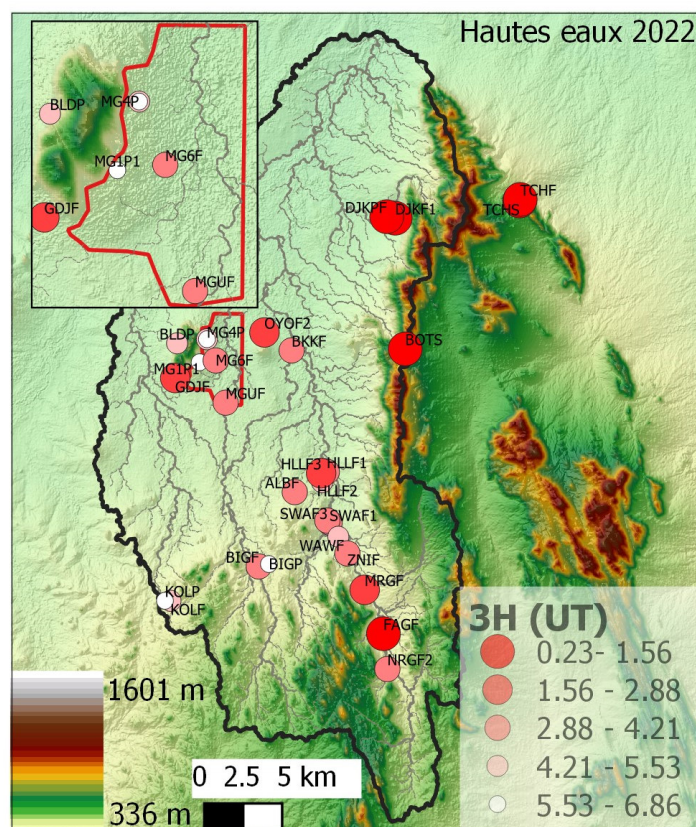 Hautes eaux 2022
BLDP
MG4P
MG1P1
MG6F
GDJF
MGUF
TCHF
TCHS
DJKPF
DJKF1
BLDP
MG4P
OYOF2
BKKF
BOTS
MG1P1
MG6F
GDJF
MGUF
HLLF3
HLLF1
HLLF2
ALBF
SWAF3
SWAF1
WAWF
ZNIF
BIGF
BIGP
MRGF
KOLP
KOLF
FAGF
NRGF2
3H (UT)
0.23- 1.56
1.56 - 2.88
2.88 - 4.21
4.21 - 5.53
5.53 - 6.86
1601 m
336 m
0 2.5 5 km